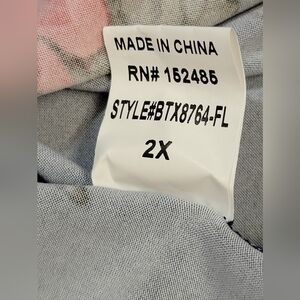 MADE IN CHINA
RN# 152485
STYLE#BTX8764-FL
2X